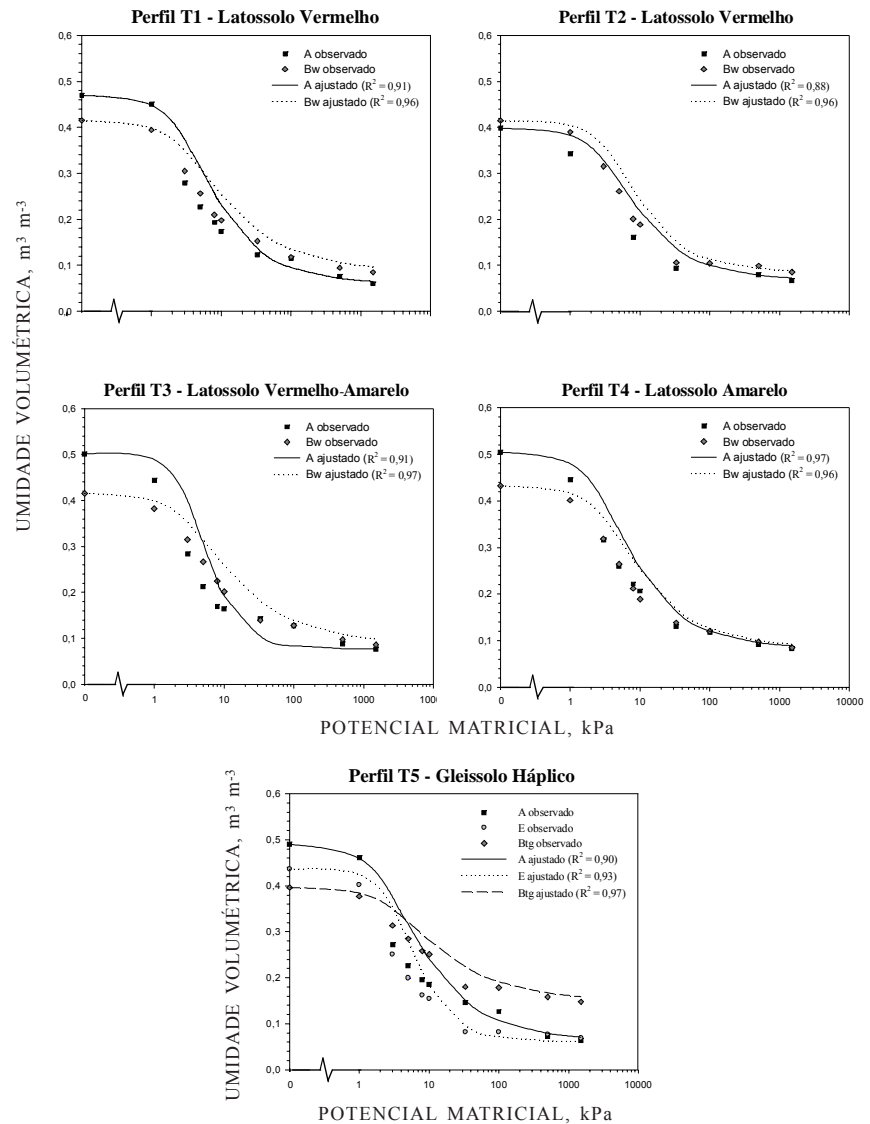 Perfil T1 - Latossolo Vermelho
0,6
0,5
0,4
0,3
0,2
0,1
0,0
A observado
Bw observado
A ajustado (R² = 0,91)
Bw ajustado (R² = 0,96)
Perfil T2 - Latossolo Vermelho
0,6
0,5
0,4
0,3
0,2
0,1
0,0
A observado
Bw observado
A ajustado (R² = 0,88)
Bw ajustado (R² = 0,96)
UMIDADE VOLUMÉTRICA, m³ m⁻³
Perfil T3 - Latossolo Vermelho-Amarelo
0,6
0,5
0,4
0,3
0,2
0,1
0,0
A observado
Bw observado
A ajustado (R² = 0,91)
Bw ajustado (R² = 0,97)
0 1 10 100 1000
Perfil T4 - Latossolo Amarelo
0,6
0,5
0,4
0,3
0,2
0,1
0,0
A observado
Bw observado
A ajustado (R² = 0,97)
Bw ajustado (R² = 0,96)
0 1 10 100 1000 10000
POTENCIAL MATRICIAL, kPa
Perfil T5 - Gleissolo Háplico
UMIDADE VOLUMÉTRICA, m³ m⁻³
0,6
0,5
0,4
0,3
0,2
0,1
0,0
A observado
E observado
Btg observado
A ajustado (R² = 0,90)
E ajustado (R² = 0,93)
Btg ajustado (R² = 0,97)
0 1 10 100 1000 10000
POTENCIAL MATRICIAL, kPa